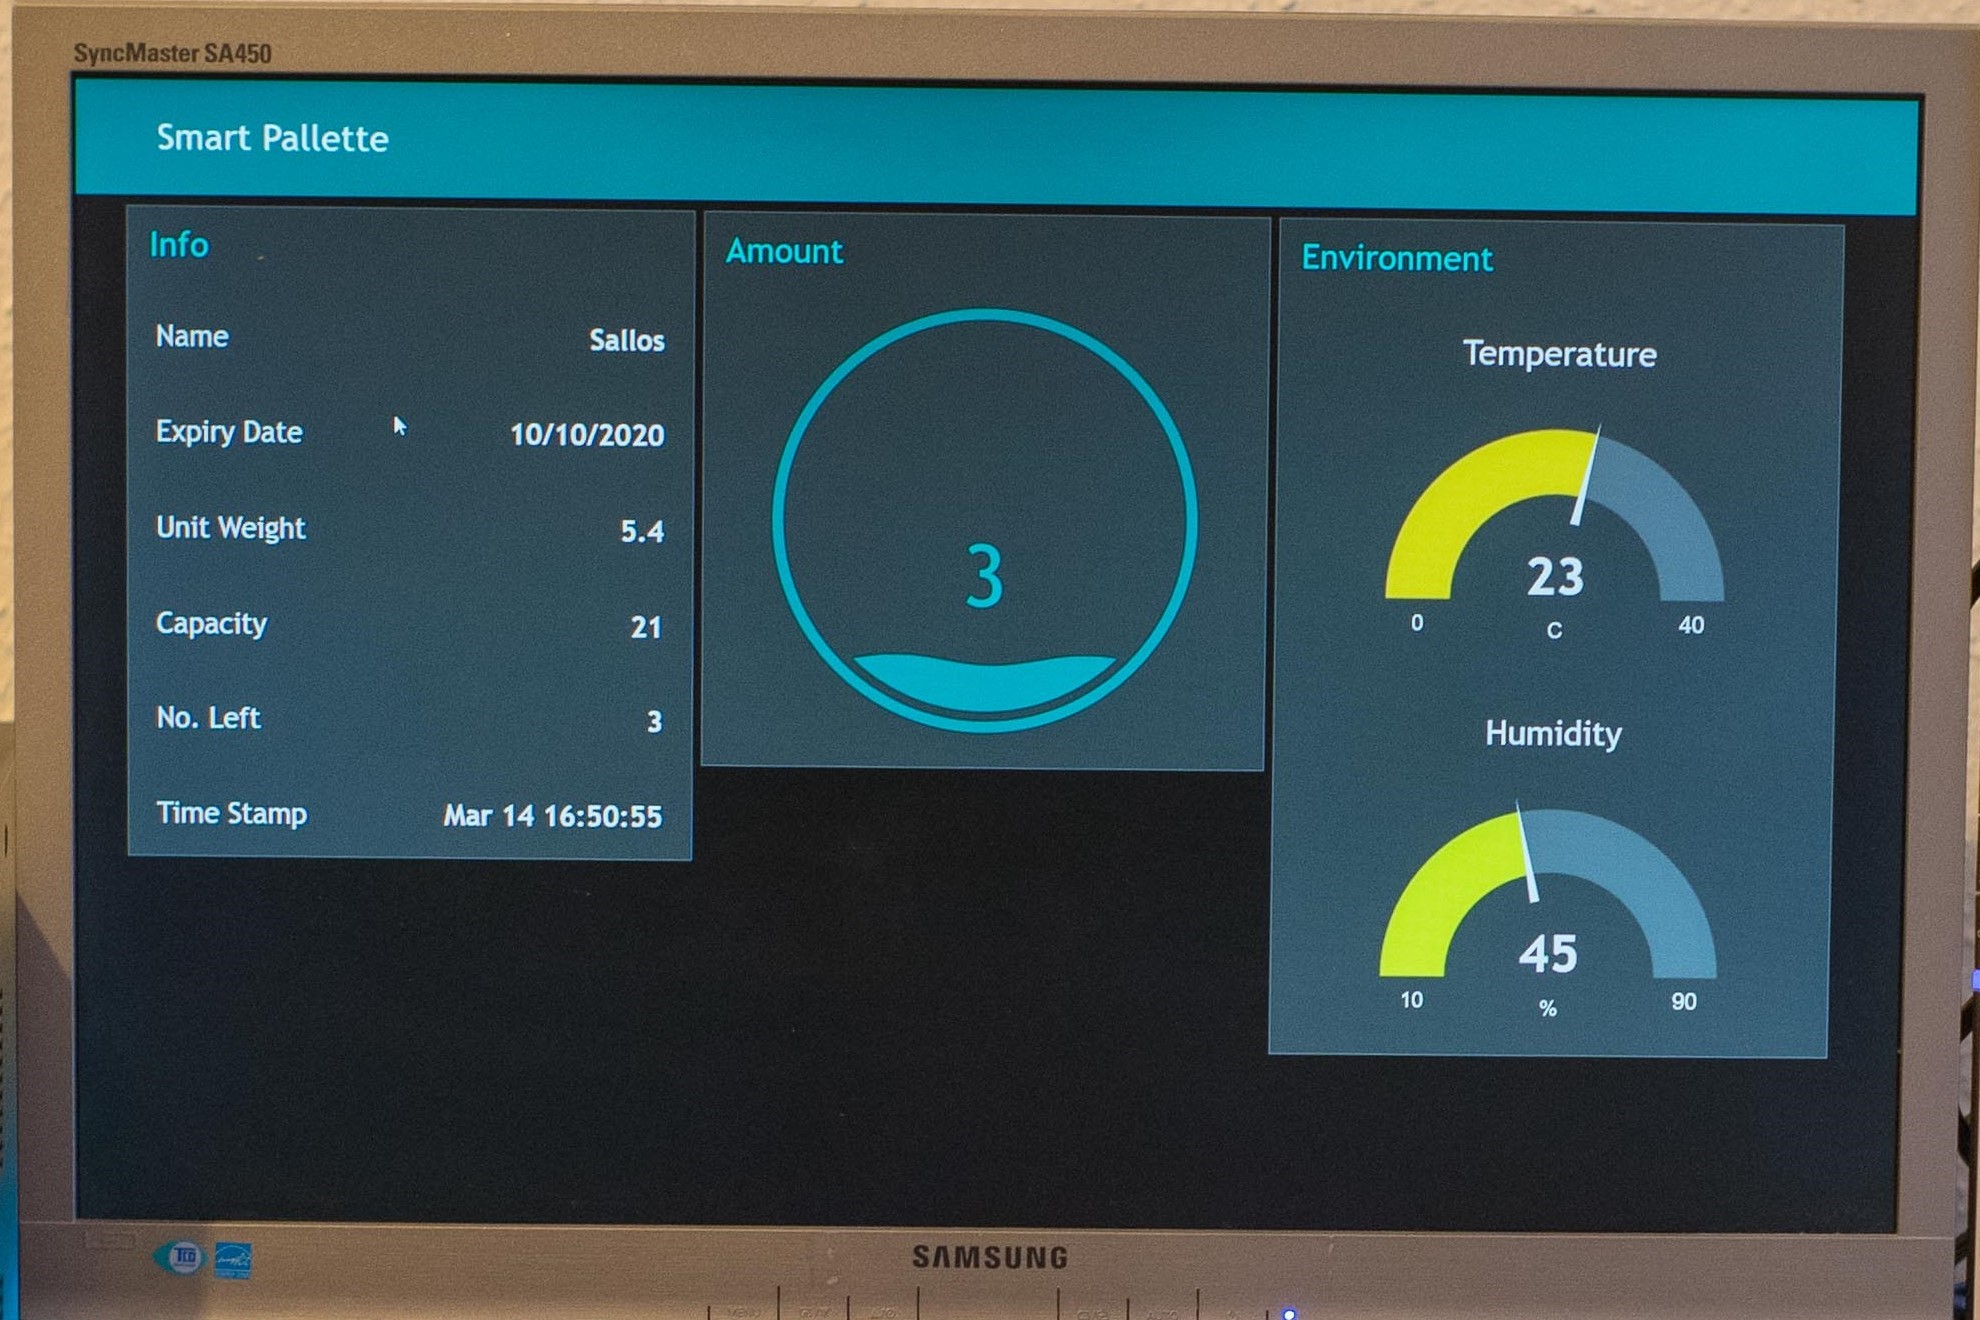 SyncMaster SA450
Smart Pallette
Info
Name Sallos
Expiry Date 10/10/2020
Unit Weight 5.4
Capacity 21
No. Left 3
Time Stamp Mar 14 16:50:55
Amount
3
Environment
Temperature
23
0 C 40
Humidity
45
10 % 90
TCO
SAMSUNG
MENU